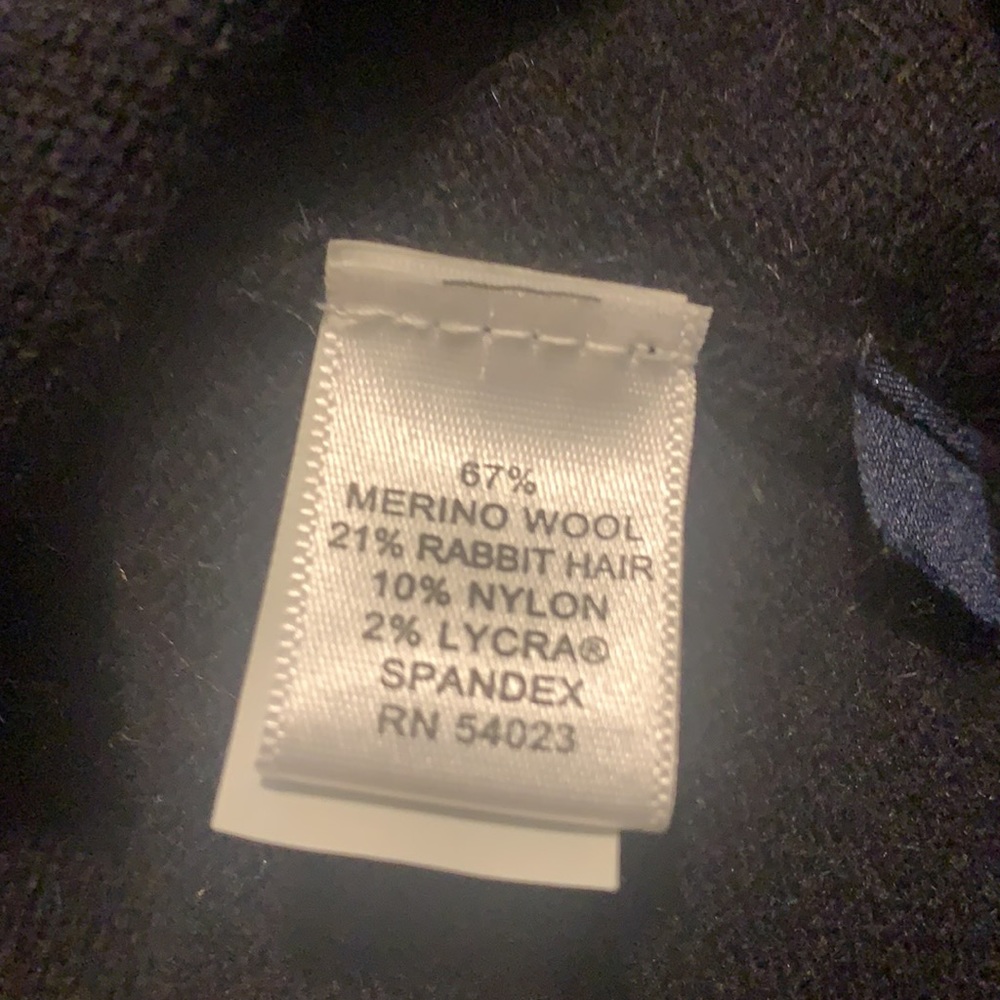 67%
MERINO WOOL
21% RABBIT HAIR
10% NYLON
2% LYCRA®
SPANDEX
RN 54023